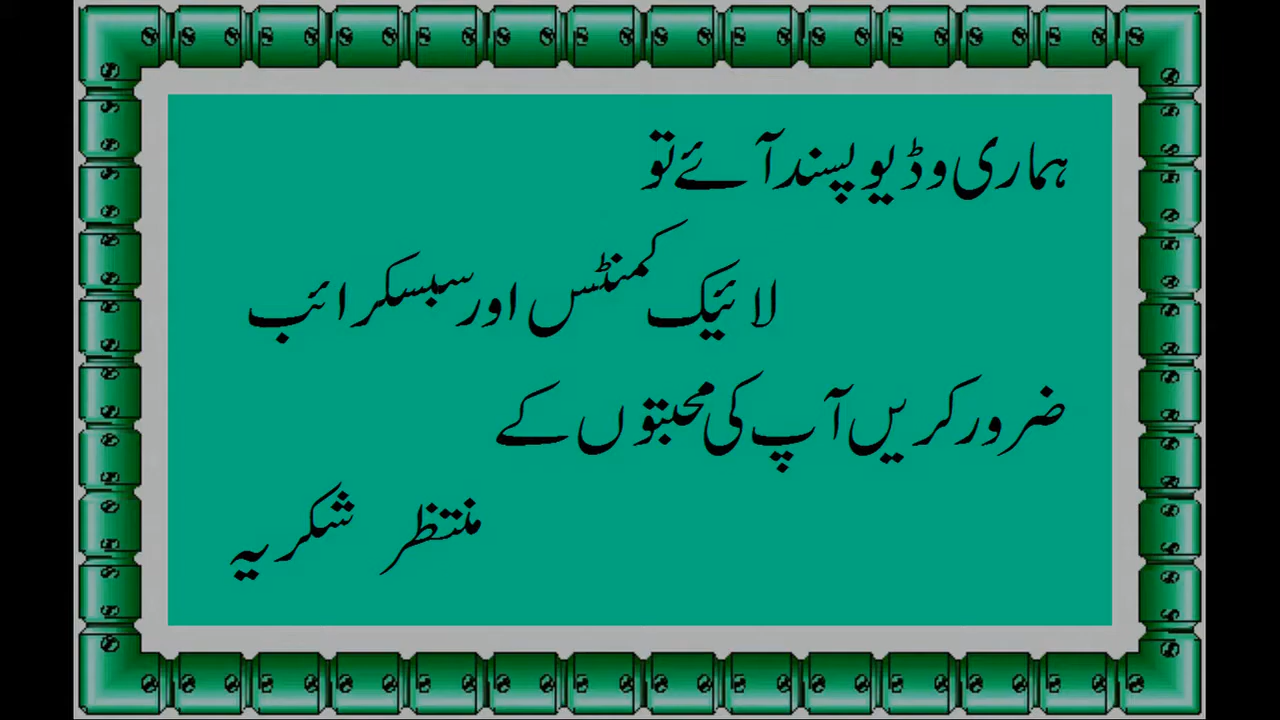 ہماری وڈیو پسند آئے تو
لائیک کمنٹس اور سبسکرائب
ضرور کریں آپ کی محبتوں کے
منتظر شکریہ